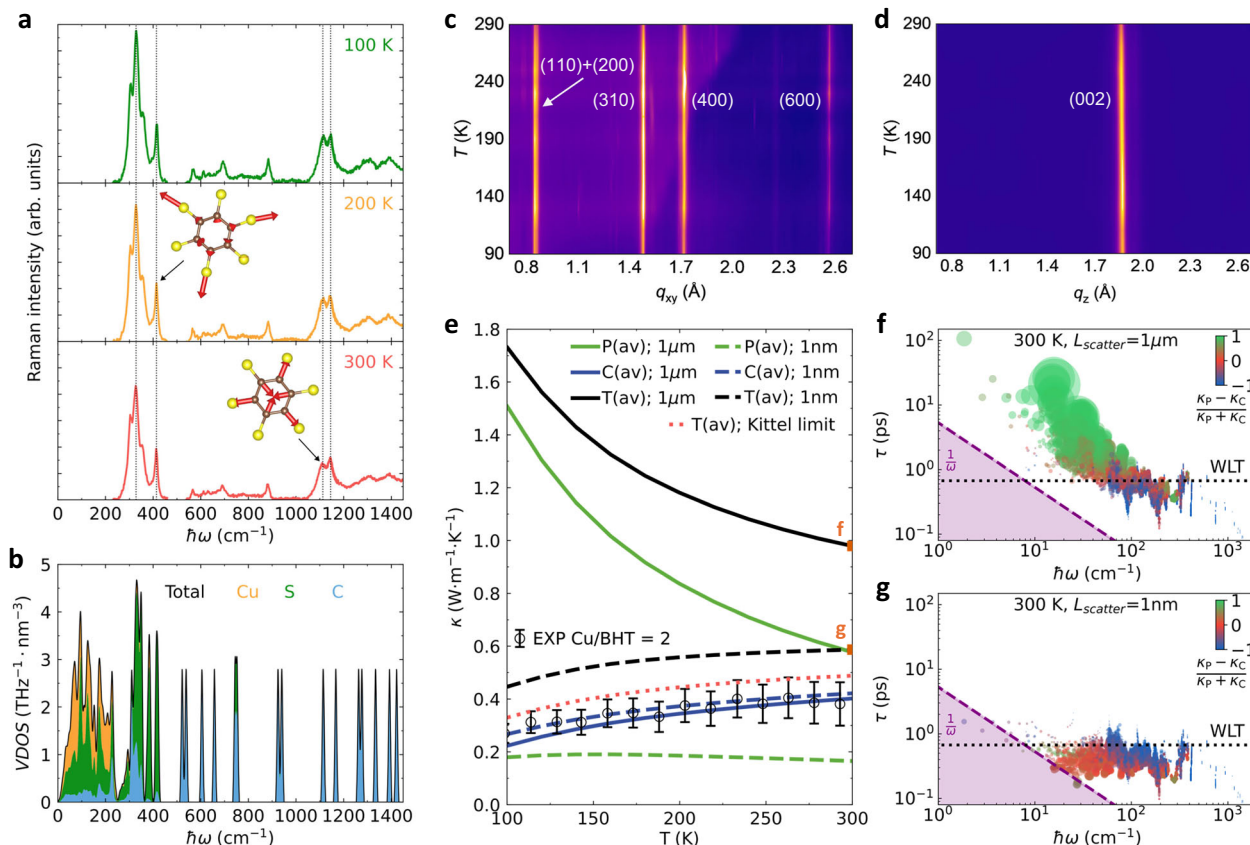 a
Raman intensity (arb. units)
100 K
200 K
300 K
0 200 400 600 800 1000 1200 1400
ħω (cm⁻¹)
b
VDOS (THz⁻¹ · nm⁻³)
5
4
3
2
1
0
Total Cu S C
0 200 400 600 800 1000 1200 1400
ħω (cm⁻¹)
c
T (K)
290
240
190
140
90
(110)+(200)
(310)
(400)
(600)
0.8 1.1 1.4 1.7 2.0 2.3 2.6
q_xy (Å)
d
T (K)
290
240
190
140
90
(002)
0.8 1.1 1.4 1.7 2.0 2.3 2.6
q_z (Å)
e
κ (W·m⁻¹·K⁻¹)
1.8
1.6
1.4
1.2
1.0
0.8
0.6
0.4
0.2
0.0
P(av); 1μm P(av); 1nm
C(av); 1μm C(av); 1nm
T(av); 1μm T(av); 1nm
T(av); Kittel limit
f
g
EXP Cu/BHT = 2
100 150 200 250 300
T (K)
f
τ (ps)
10²
10¹
10⁰
10⁻¹
300 K, L_scatter=1μm
1
0
−1
κ_P − κ_C
κ_P + κ_C
1
ω
WLT
10⁰ 10¹ 10² 10³
ħω (cm⁻¹)
g
τ (ps)
10²
10¹
10⁰
10⁻¹
300 K, L_scatter=1nm
1
0
−1
κ_P − κ_C
κ_P + κ_C
1
ω
WLT
10⁰ 10¹ 10² 10³
ħω (cm⁻¹)